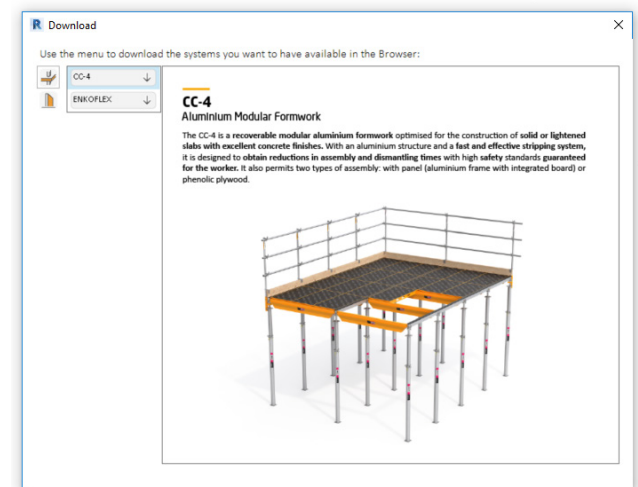 Download
Use the menu to download the systems you want to have available in the Browser:
CC-4
ENKOFLEX
CC-4
Aluminium Modular Formwork
The CC-4 is a recoverable modular aluminium formwork optimised for the construction of solid or lightened
slabs with excellent concrete finishes. With an aluminium structure and a fast and effective stripping system,
it is designed to obtain reductions in assembly and dismantling times with high safety standards guaranteed
for the worker. It also permits two types of assembly: with panel (aluminium frame with integrated board) or
phenolic plywood.